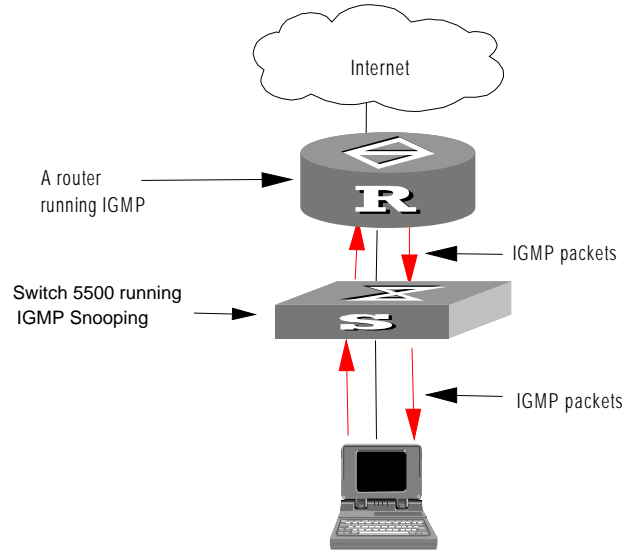 Internet
A router
running IGMP
R
IGMP packets
Switch 5500 running
IGMP Snooping
S
IGMP packets